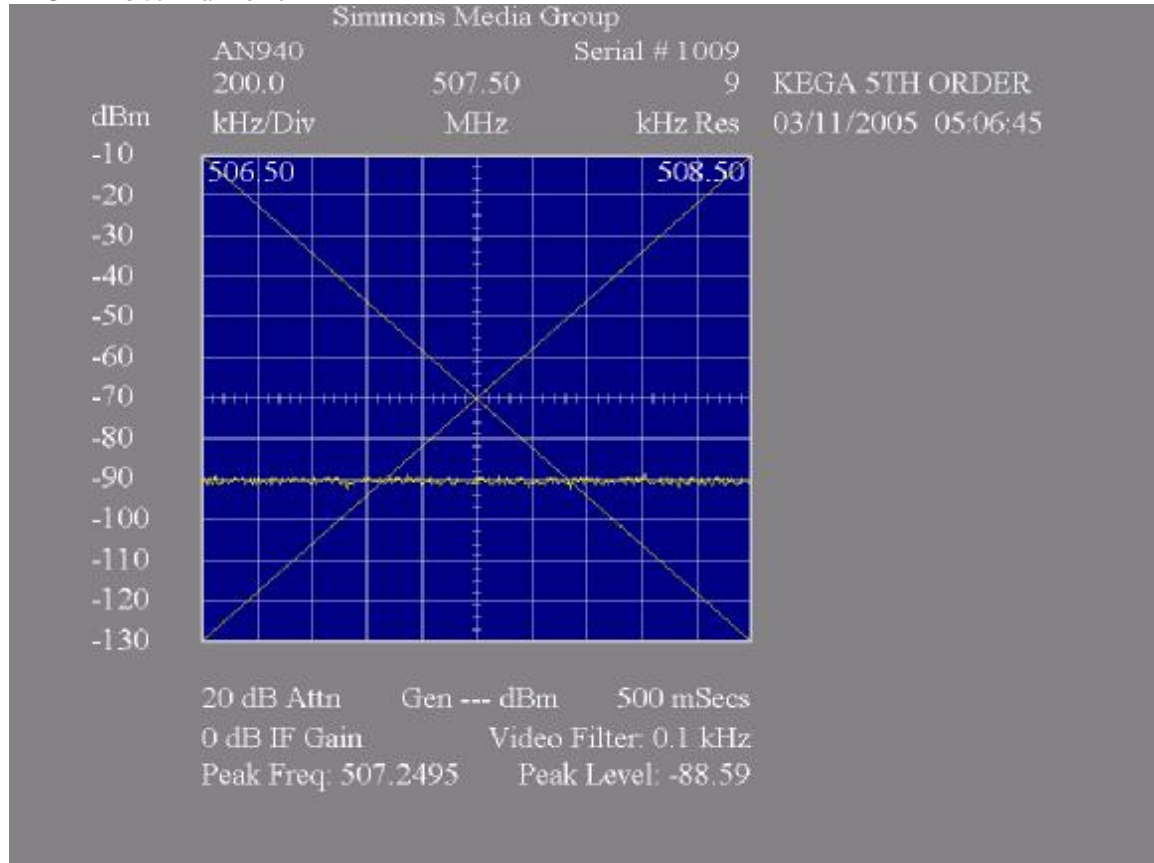 Simmons Media Group
AN940 Serial # 1009
200.0 507.50 9 KEGA 5TH ORDER
dBm kHz/Div MHz kHz Res 03/11/2005 05:06:45
-10
506.50 508.50
-20
-30
-40
-50
-60
-70
-80
-90
-100
-110
-120
-130
20 dB Attn Gen --- dBm 500 mSecs
0 dB IF Gain Video Filter: 0.1 kHz
Peak Freq: 507.2495 Peak Level: -88.59